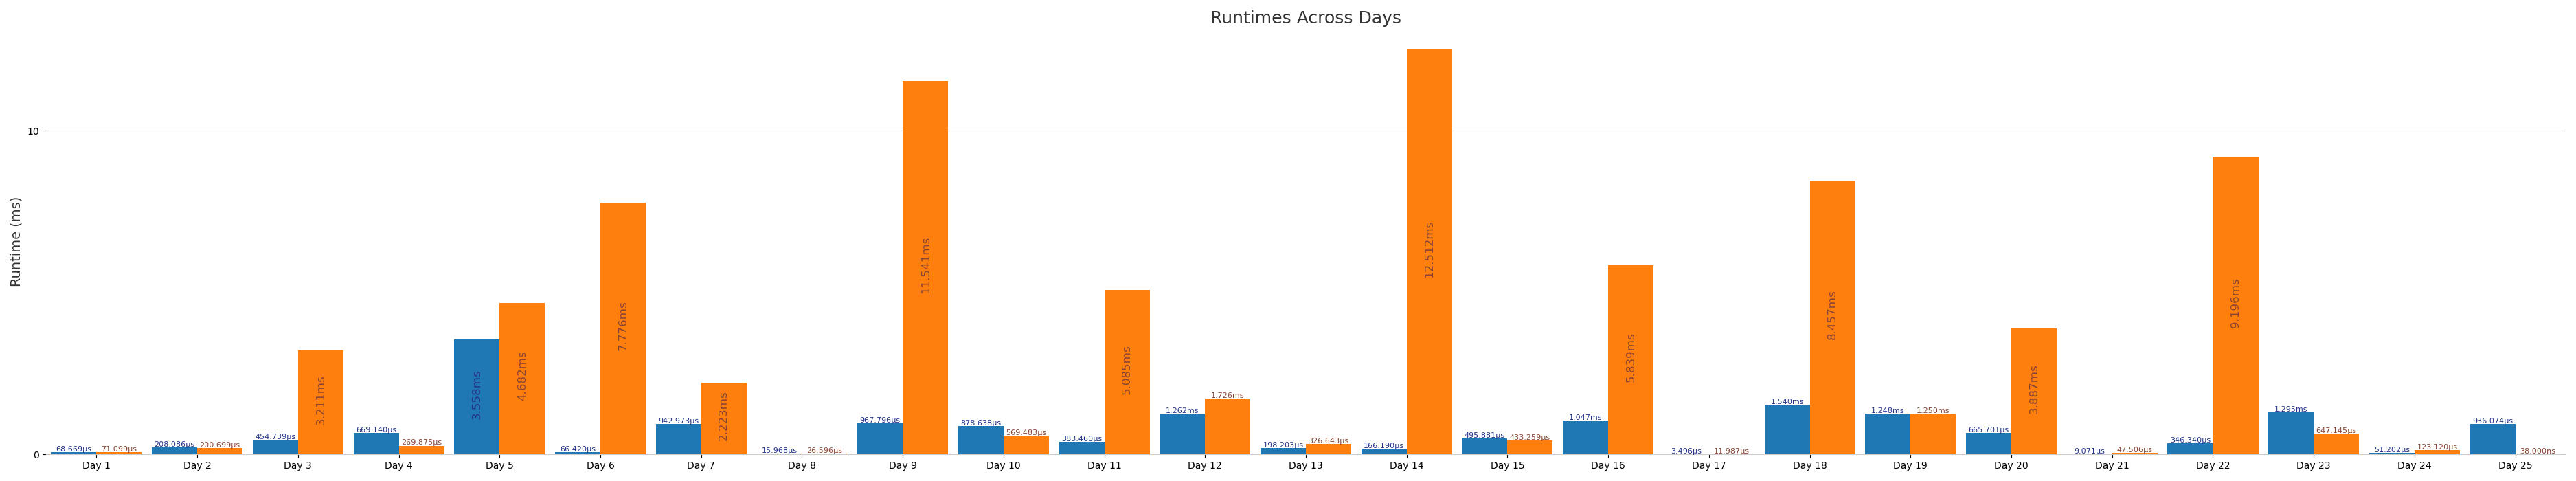 Runtimes Across Days
Runtime (ms)
10
0
68.669µs 71.099µs
208.086µs 200.699µs
454.739µs 3.211ms
669.140µs 269.875µs
3.558ms 4.682ms
66.420µs 7.776ms
942.973µs 2.223ms
15.968µs 26.596µs
967.796µs 11.541ms
878.638µs 569.483µs
383.460µs 5.085ms
1.262ms 1.726ms
198.203µs 326.643µs
166.190µs 12.512ms
495.881µs 433.259µs
1.047ms 5.839ms
3.496µs 11.987µs
1.540ms 8.457ms
1.248ms 1.250ms
665.701µs 3.887ms
9.071µs 47.506µs
346.340µs 9.196ms
1.295ms 647.145µs
51.202µs 123.120µs
936.074µs 38.000ns
Day 1 Day 2 Day 3 Day 4 Day 5 Day 6 Day 7 Day 8 Day 9 Day 10 Day 11 Day 12 Day 13 Day 14 Day 15 Day 16 Day 17 Day 18 Day 19 Day 20 Day 21 Day 22 Day 23 Day 24 Day 25